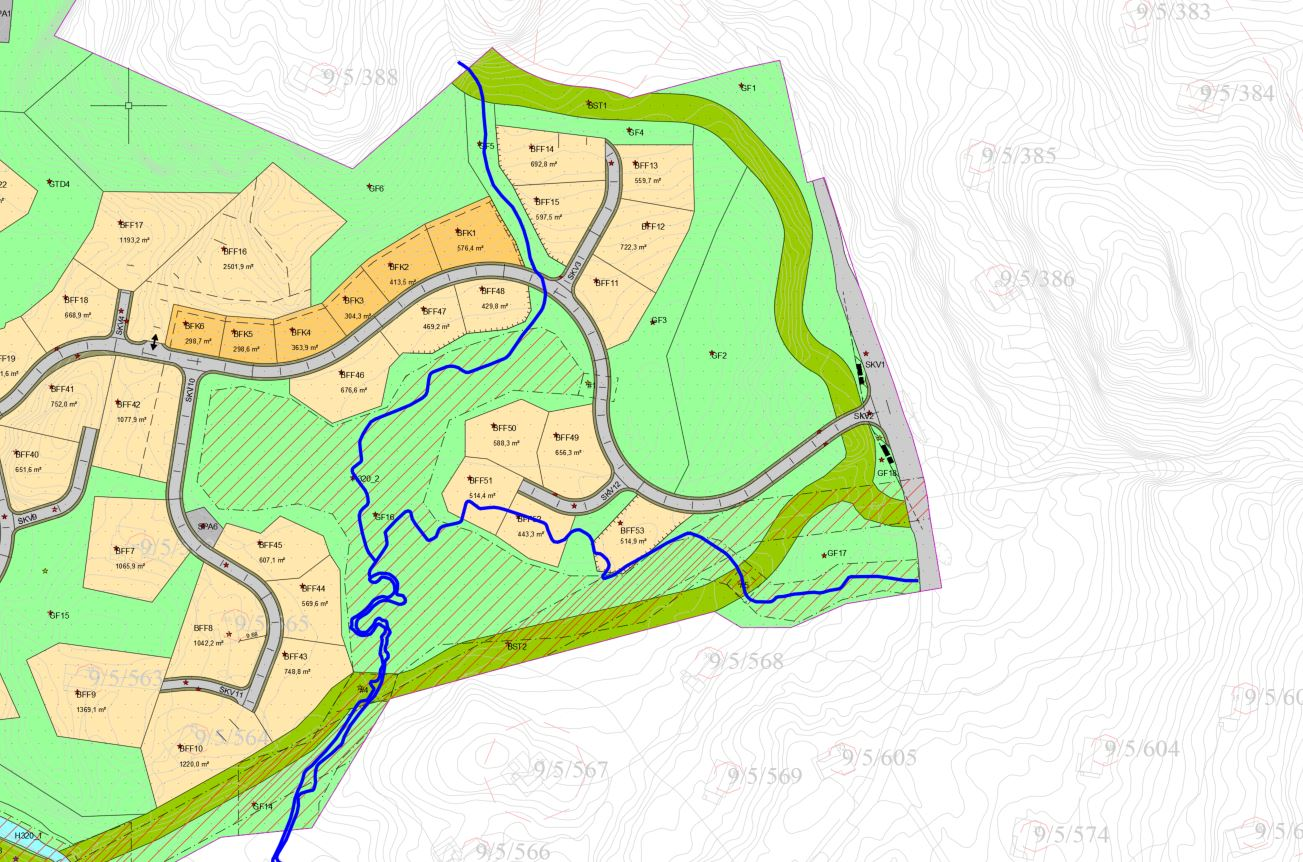 9/5/383
9/5/388
9/5/384
GF1
BST1
GF4
GF5
BFF14
692,8 m²
BFF13
559,7 m²
9/5/385
GTD4
GF6
BFF15
597,5 m²
BFF17
1193,2 m²
BFF12
722,3 m²
BFK1
576,4 m²
BFF16
2501,9 m²
BFK2
413,5 m²
SKV3
9/5/386
BFF11
BFF18
668,9 m²
BFK3
304,3 m²
BFF48
429,8 m²
BFF47
469,2 m²
GF3
SKV4
BFK6
298,7 m²
BFK5
298,6 m²
BFK4
363,9 m²
GF2
SKV1
BFF46
676,6 m²
BFF41
752,0 m²
SKV10
BFF42
1077,9 m²
SKV2
BFF50
588,3 m²
BFF49
656,3 m²
BFF40
651,6 m²
BFF51
514,4 m²
SKV12
GF16
SKV9
443,3 m²
BFF53
514,9 m²
SPA6
BFF7
1065,9 m²
BFF45
607,1 m²
GF17
BFF44
569,6 m²
GF15
BFF8
1042,2 m²
BST2
BFF43
748,8 m²
9/5/568
9/5/563
BFF9
1369,1 m²
SKV11
9/5/564
BFF10
1220,0 m²
9/5/567
9/5/569
9/5/605
9/5/604
GF14
H320_1
9/5/566
9/5/574